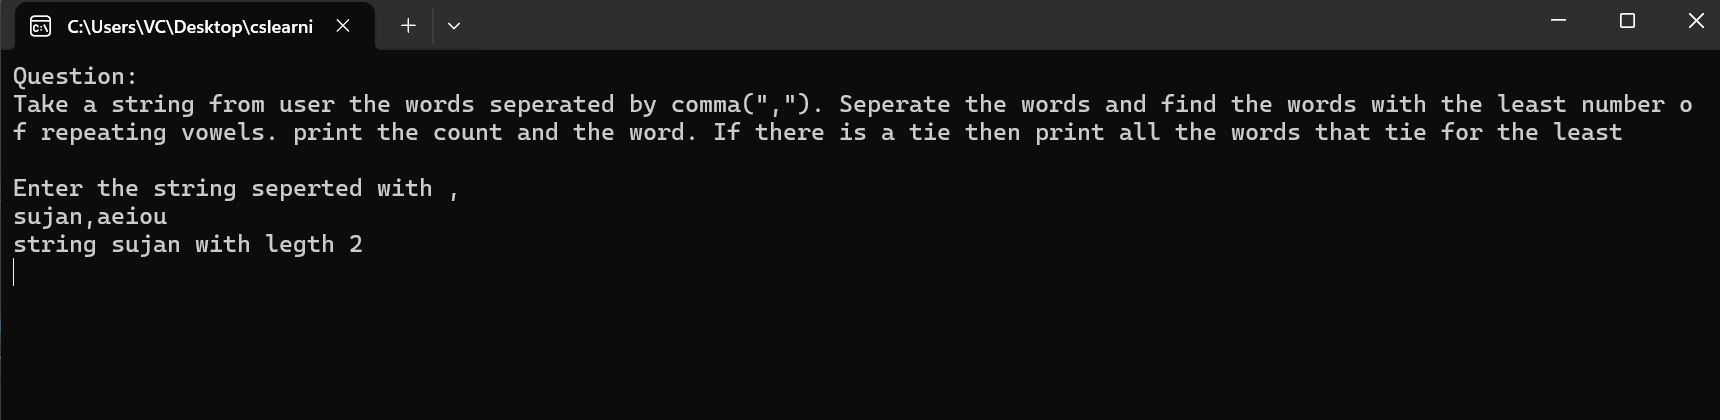 C:\Users\VC\Desktop\cslearni
Question:
Take a string from user the words seperated by comma(","). Seperate the words and find the words with the least number o
f repeating vowels. print the count and the word. If there is a tie then print all the words that tie for the least
Enter the string seperted with ,
sujan,aeiou
string sujan with legth 2